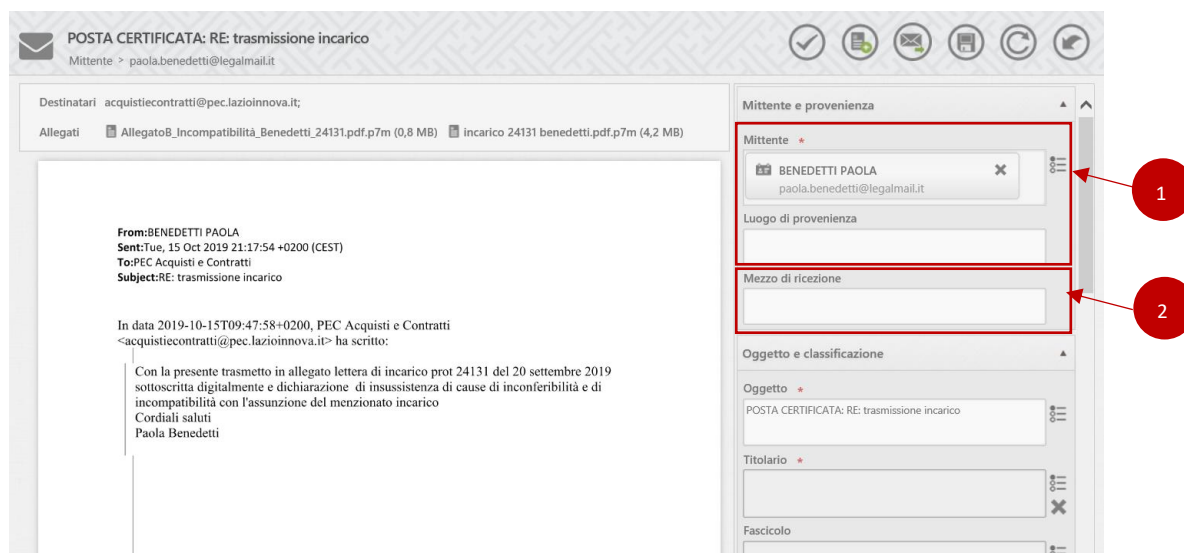 POSTA CERTIFICATA: RE: trasmissione incarico
Mittente > paola.benedetti@legalmail.it
Destinatari acquistiecontratti@pec.lazioinnova.it;
Allegati AllegatoB_Incompatibilità_Benedetti_24131.pdf.p7m (0,8 MB) incarico 24131 benedetti.pdf.p7m (4,2 MB)
From:BENEDETTI PAOLA
Sent:Tue, 15 Oct 2019 21:17:54 +0200 (CEST)
To:PEC Acquisti e Contratti
Subject:RE: trasmissione incarico
In data 2019-10-15T09:47:58+0200, PEC Acquisti e Contratti
<acquistiecontratti@pec.lazioinnova.it> ha scritto:
Con la presente trasmetto in allegato lettera di incarico prot 24131 del 20 settembre 2019
sottoscritta digitalmente e dichiarazione di insussistenza di cause di inconferibilità e di
incompatibilità con l'assunzione del menzionato incarico
Cordiali saluti
Paola Benedetti
Mittente e provenienza
Mittente *
BENEDETTI PAOLA
paola.benedetti@legalmail.it
1
Luogo di provenienza
Mezzo di ricezione
2
Oggetto e classificazione
Oggetto *
POSTA CERTIFICATA: RE: trasmissione incarico
Titolario *
Fascicolo